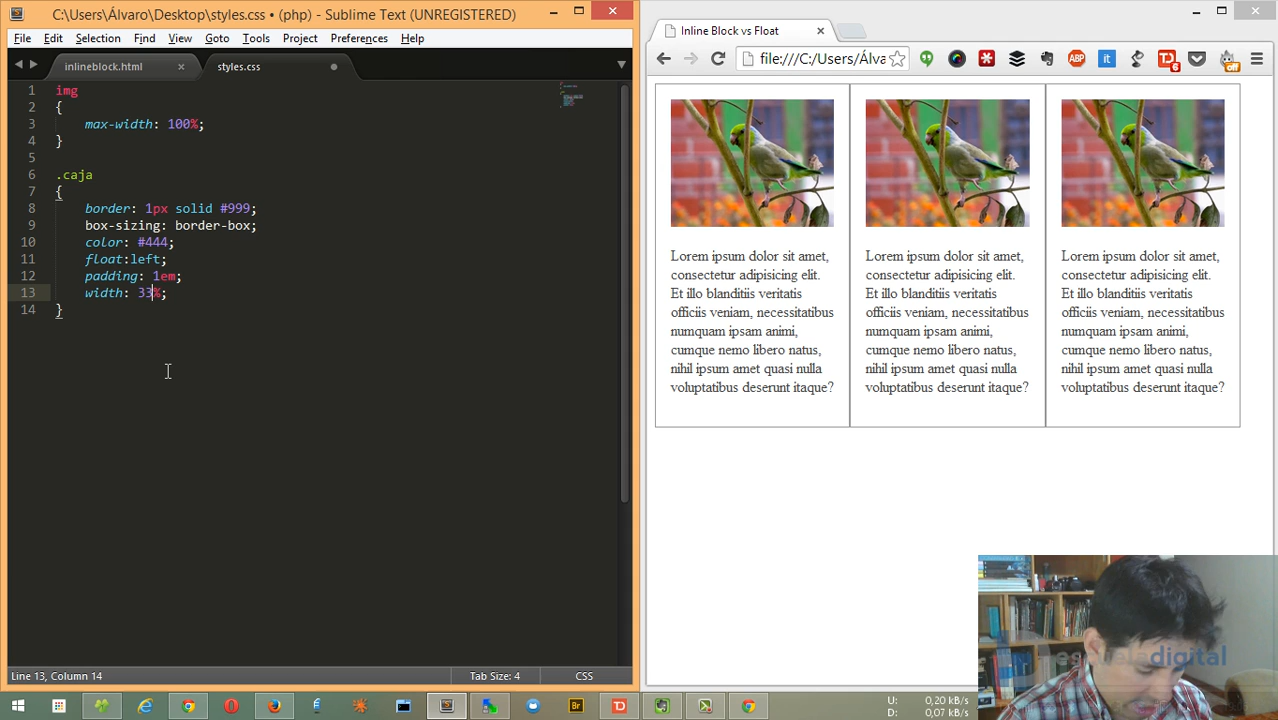 C:\Users\Álvaro\Desktop\styles.css • (php) - Sublime Text (UNREGISTERED)
File Edit Selection Find View Goto Tools Project Preferences Help
inlineblock.html × styles.css
1 img
2 {
3 max-width: 100%;
4 }
5
6 .caja
7 {
8 border: 1px solid #999;
9 box-sizing: border-box;
10 color: #444;
11 float:left;
12 padding: 1em;
13 width: 33%;
14 }
Line 13, Column 14 Tab Size: 4 CSS
Inline Block vs Float ×
file:///C:/Users/Álva
Lorem ipsum dolor sit amet,
consectetur adipisicing elit.
Et illo blanditiis veritatis
officiis veniam, necessitatibus
numquam ipsam animi,
cumque nemo libero natus,
nihil ipsum amet quasi nulla
voluptatibus deserunt itaque?
Lorem ipsum dolor sit amet,
consectetur adipisicing elit.
Et illo blanditiis veritatis
officiis veniam, necessitatibus
numquam ipsam animi,
cumque nemo libero natus,
nihil ipsum amet quasi nulla
voluptatibus deserunt itaque?
Lorem ipsum dolor sit amet,
consectetur adipisicing elit.
Et illo blanditiis veritatis
officiis veniam, necessitatibus
numquam ipsam animi,
cumque nemo libero natus,
nihil ipsum amet quasi nulla
voluptatibus deserunt itaque?
escueladigital
U: 0,20 kB/s
D: 0,07 kB/s